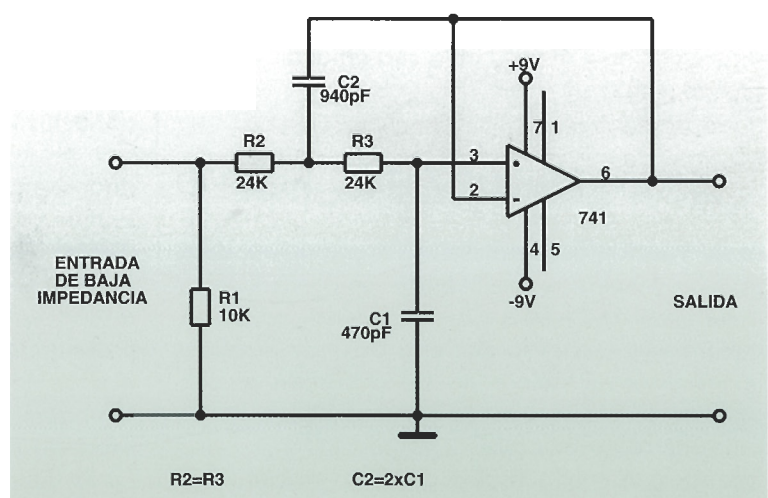 +9V
C2
940pF
7 1
R2
R3
3
24K
24K
2
6
741
4 5
-9V
ENTRADA
DE BAJA
IMPEDANCIA
R1
10K
C1
470pF
SALIDA
R2=R3
C2=2xC1